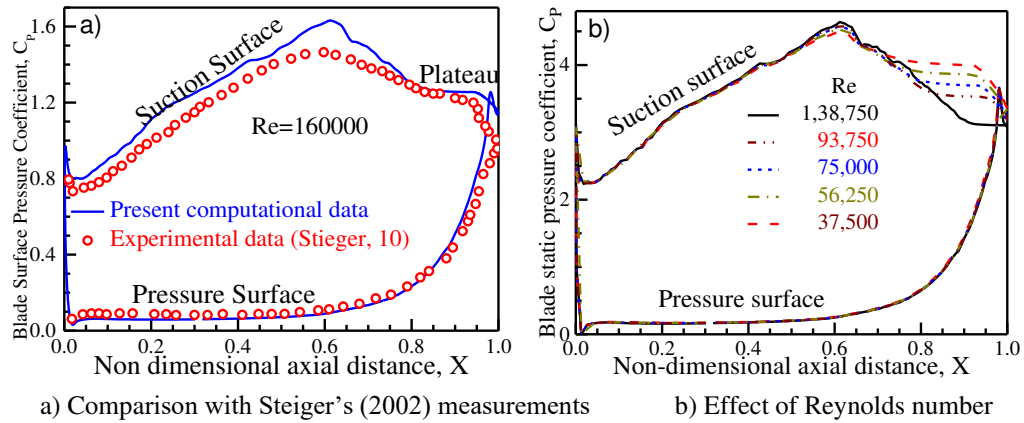 a)
Blade Surface Pressure Coefficient, C_P
1.6
1.2
0.8
0.4
0.0
Suction Surface
Plateau
Re=160000
Present computational data
Experimental data (Stieger, 10)
Pressure Surface
0.0 0.2 0.4 0.6 0.8 1.0
Non dimensional axial distance, X
a) Comparison with Steiger's (2002) measurements
b)
Blade static pressure coefficient, C_P
4
2
0
Suction surface
Re
1,38,750
93,750
75,000
56,250
37,500
Pressure surface
0.0 0.2 0.4 0.6 0.8 1.0
Non-dimensional axial distance, X
b) Effect of Reynolds number